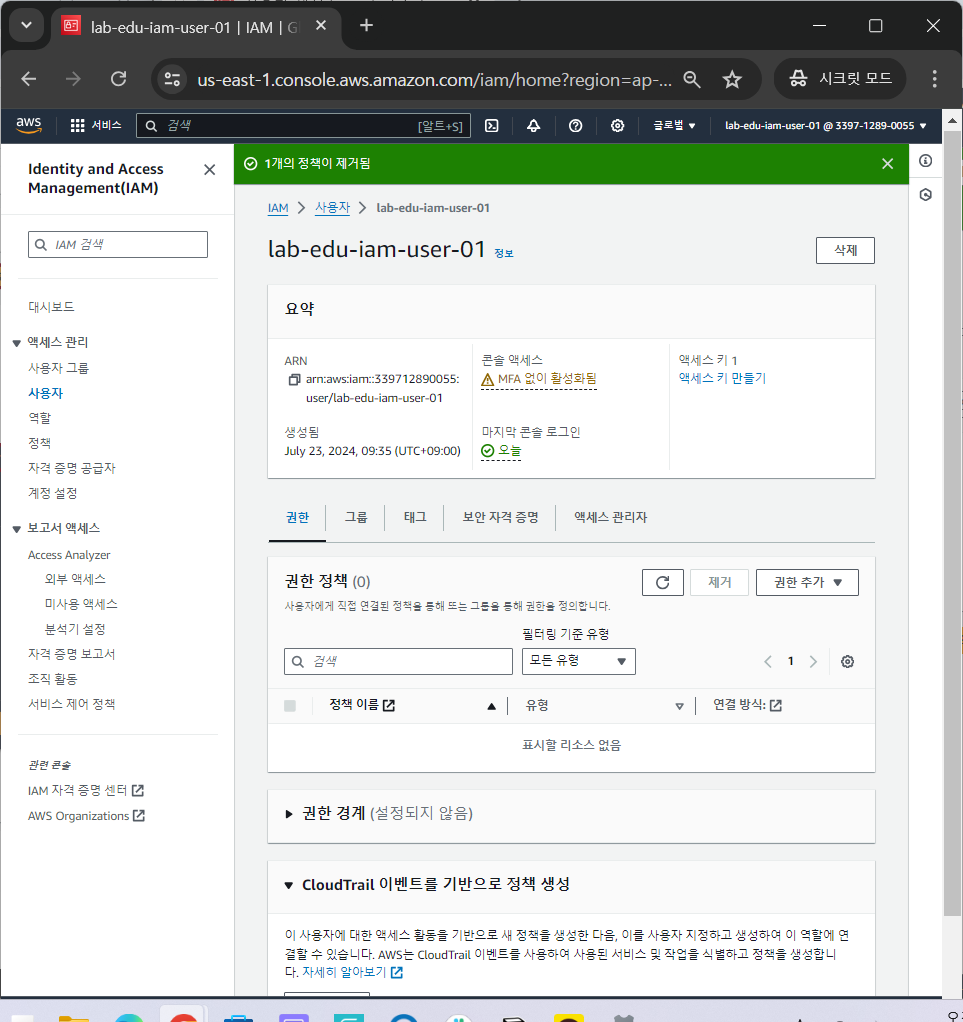 lab-edu-iam-user-01 | IAM | G
us-east-1.console.aws.amazon.com/iam/home?region=ap-...
시크릿 모드
aws
서비스
검색
[알트+S]
글로벌
lab-edu-iam-user-01 @ 3397-1289-0055
Identity and Access
Management(IAM)
IAM 검색
대시보드
액세스 관리
사용자 그룹
사용자
역할
정책
자격 증명 공급자
계정 설정
보고서 액세스
Access Analyzer
외부 액세스
미사용 액세스
분석기 설정
자격 증명 보고서
조직 활동
서비스 제어 정책
관련 콘솔
IAM 자격 증명 센터
AWS Organizations
1개의 정책이 제거됨
IAM > 사용자 > lab-edu-iam-user-01
lab-edu-iam-user-01 정보
삭제
요약
ARN
arn:aws:iam::339712890055:
user/lab-edu-iam-user-01
생성됨
July 23, 2024, 09:35 (UTC+09:00)
콘솔 액세스
MFA 없이 활성화됨
마지막 콘솔 로그인
오늘
액세스 키 1
액세스 키 만들기
권한
그룹
태그
보안 자격 증명
액세스 관리자
권한 정책 (0)
사용자에게 직접 연결된 정책을 통해 또는 그룹을 통해 권한을 정의합니다.
제거
권한 추가
필터링 기준 유형
검색
모든 유형
1
정책 이름
유형
연결 방식:
표시할 리소스 없음
권한 경계 (설정되지 않음)
CloudTrail 이벤트를 기반으로 정책 생성
이 사용자에 대한 액세스 활동을 기반으로 새 정책을 생성한 다음, 이를 사용자 지정하고 생성하여 이 역할에 연
결할 수 있습니다. AWS는 CloudTrail 이벤트를 사용하여 사용된 서비스 및 작업을 식별하고 정책을 생성합니
다. 자세히 알아보기